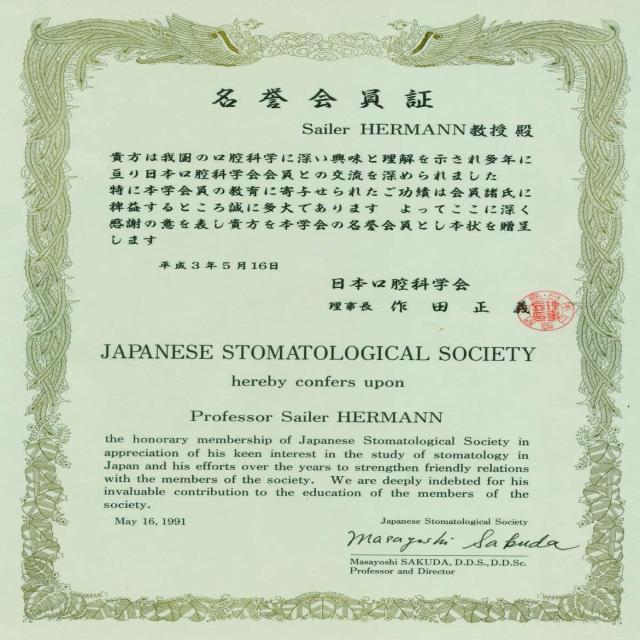 名誉会員証
Sailer HERMANN教授 殿
貴方は我国の口腔科学に深い興味と理解を示され多年に
亘り日本口腔科学会会員との交流を深められました
特に本学会員の教育に寄与せられたご功績は会員諸氏に
稗益するところ誠に多大であります よってここに深く
感謝の意を表し貴方を本学会の名誉会員とし本状を贈呈
します
平成3年5月16日
日本口腔科学会
理事長 作田正義
JAPANESE STOMATOLOGICAL SOCIETY
hereby confers upon
Professor Sailer HERMANN
the honorary membership of Japanese Stomatological Society in
appreciation of his keen interest in the study of stomatology in
Japan and his efforts over the years to strengthen friendly relations
with the members of the society. We are deeply indebted for his
invaluable contribution to the education of the members of the
society.
May 16, 1991
Japanese Stomatological Society
Masayoshi Sakuda
Masayoshi SAKUDA, D.D.S., D.D.Sc.
Professor and Director